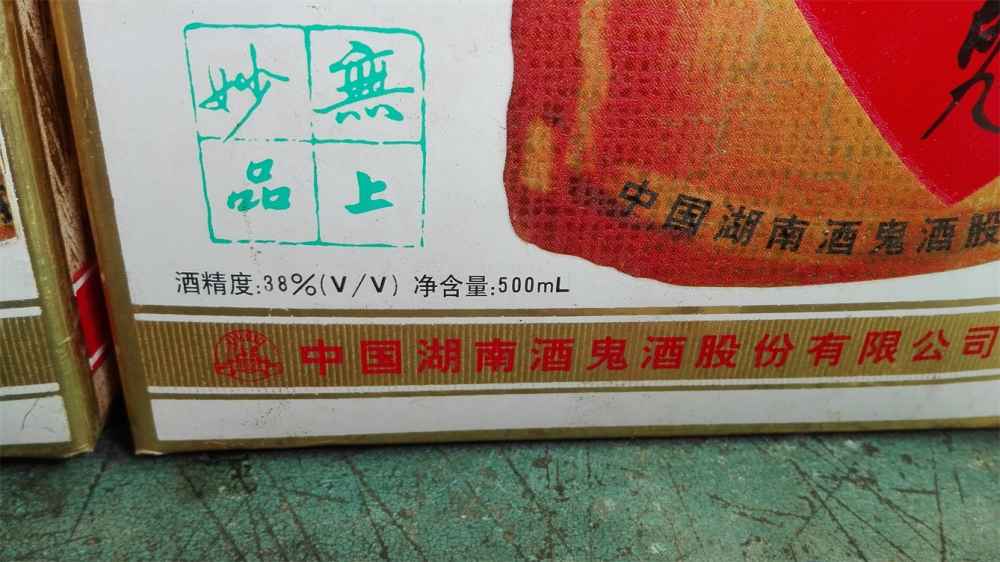 無上
妙品
中国湖南酒鬼酒股
酒精度:38%(V/V) 净含量:500mL
中国湖南酒鬼酒股份有限公司